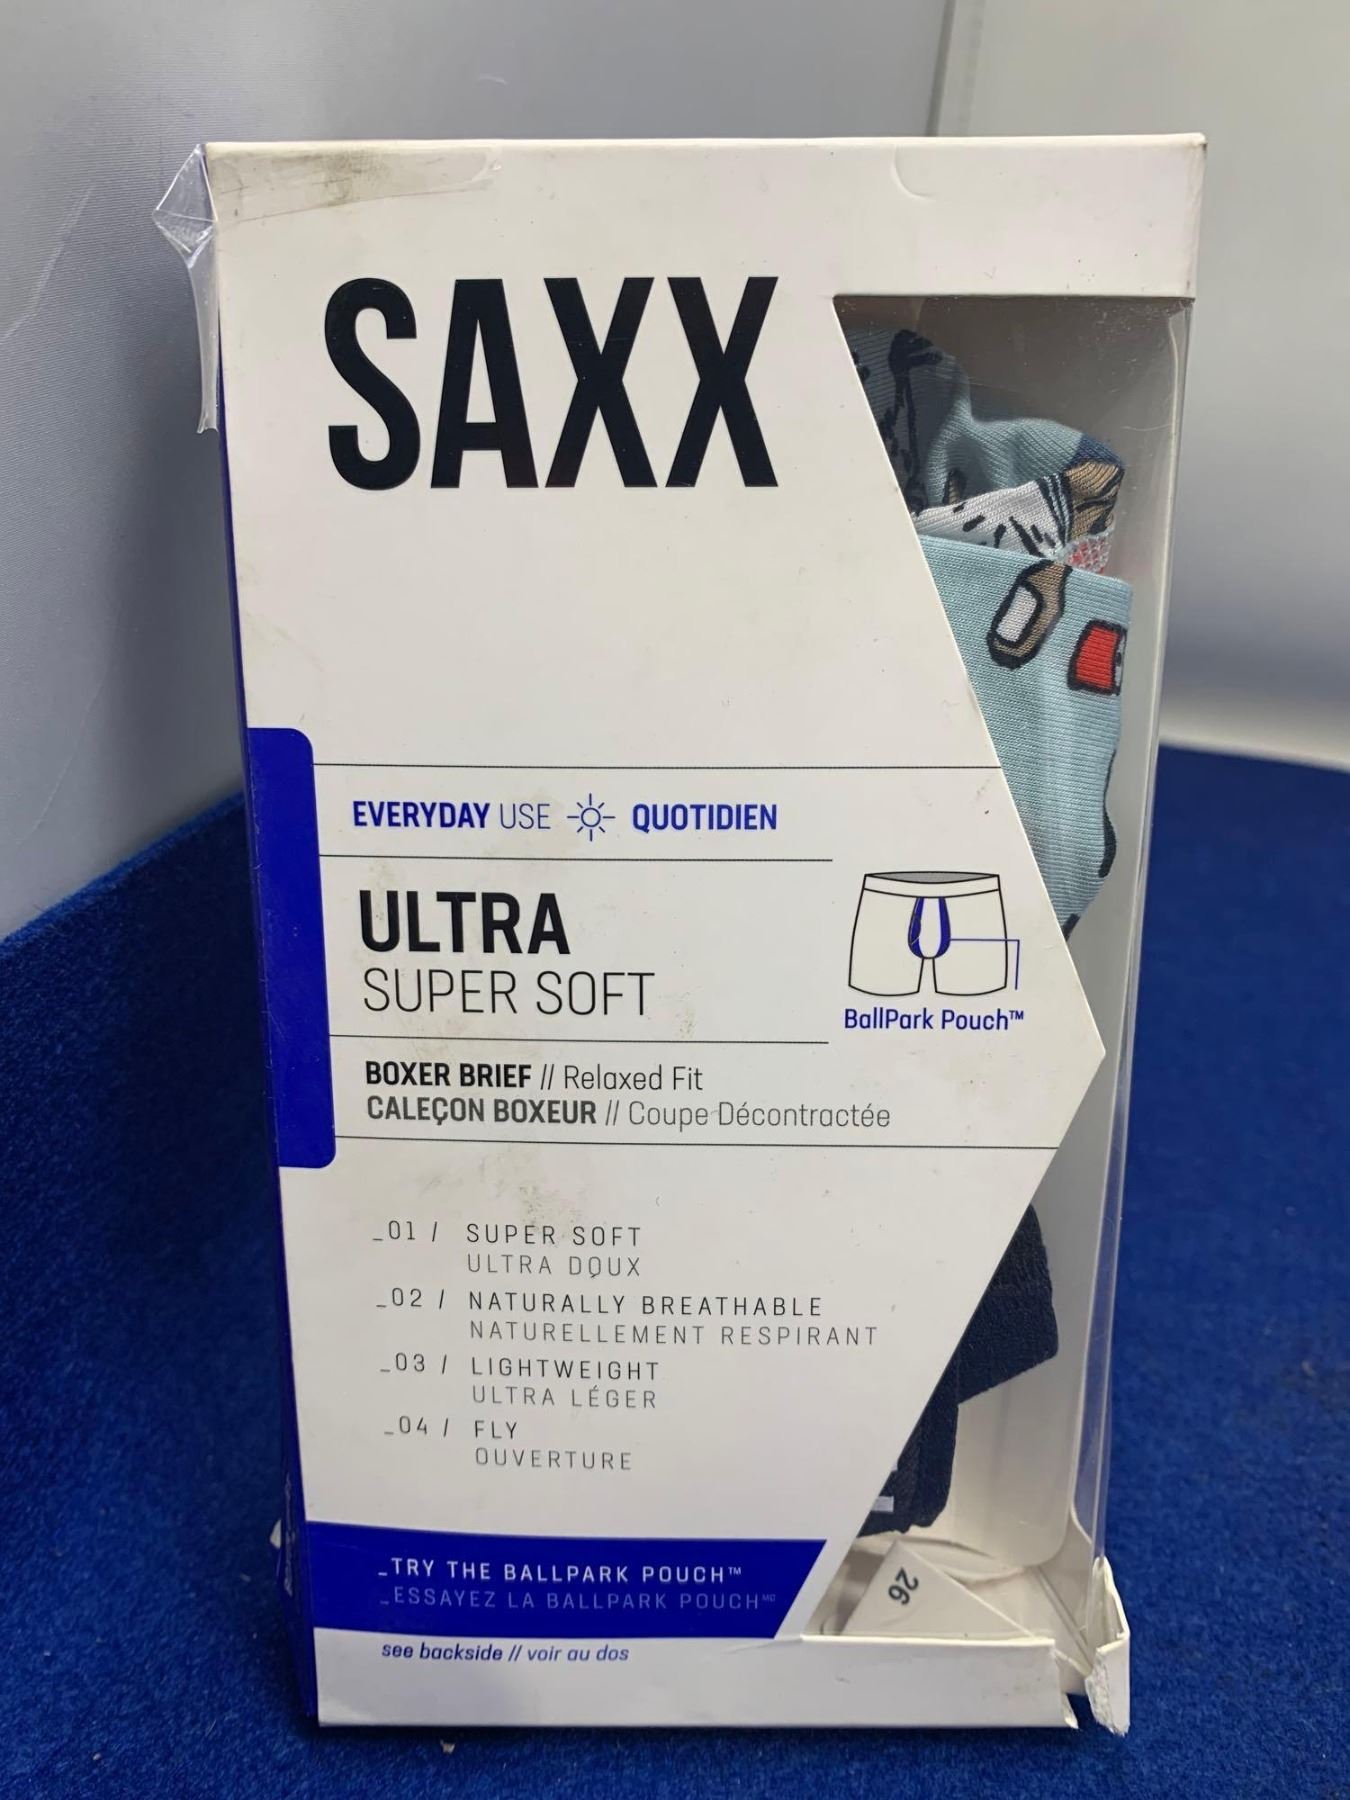 SAXX
EVERYDAY USE QUOTIDIEN
ULTRA
SUPER SOFT
BallPark Pouch™
BOXER BRIEF // Relaxed Fit
CALEÇON BOXEUR // Coupe Décontractée
_01 / SUPER SOFT
ULTRA DOUX
_02 / NATURALLY BREATHABLE
NATURELLEMENT RESPIRANT
_03 / LIGHTWEIGHT
ULTRA LÉGER
_04 / FLY
OUVERTURE
_TRY THE BALLPARK POUCH™
_ESSAYEZ LA BALLPARK POUCH MC
see backside // voir au dos
26